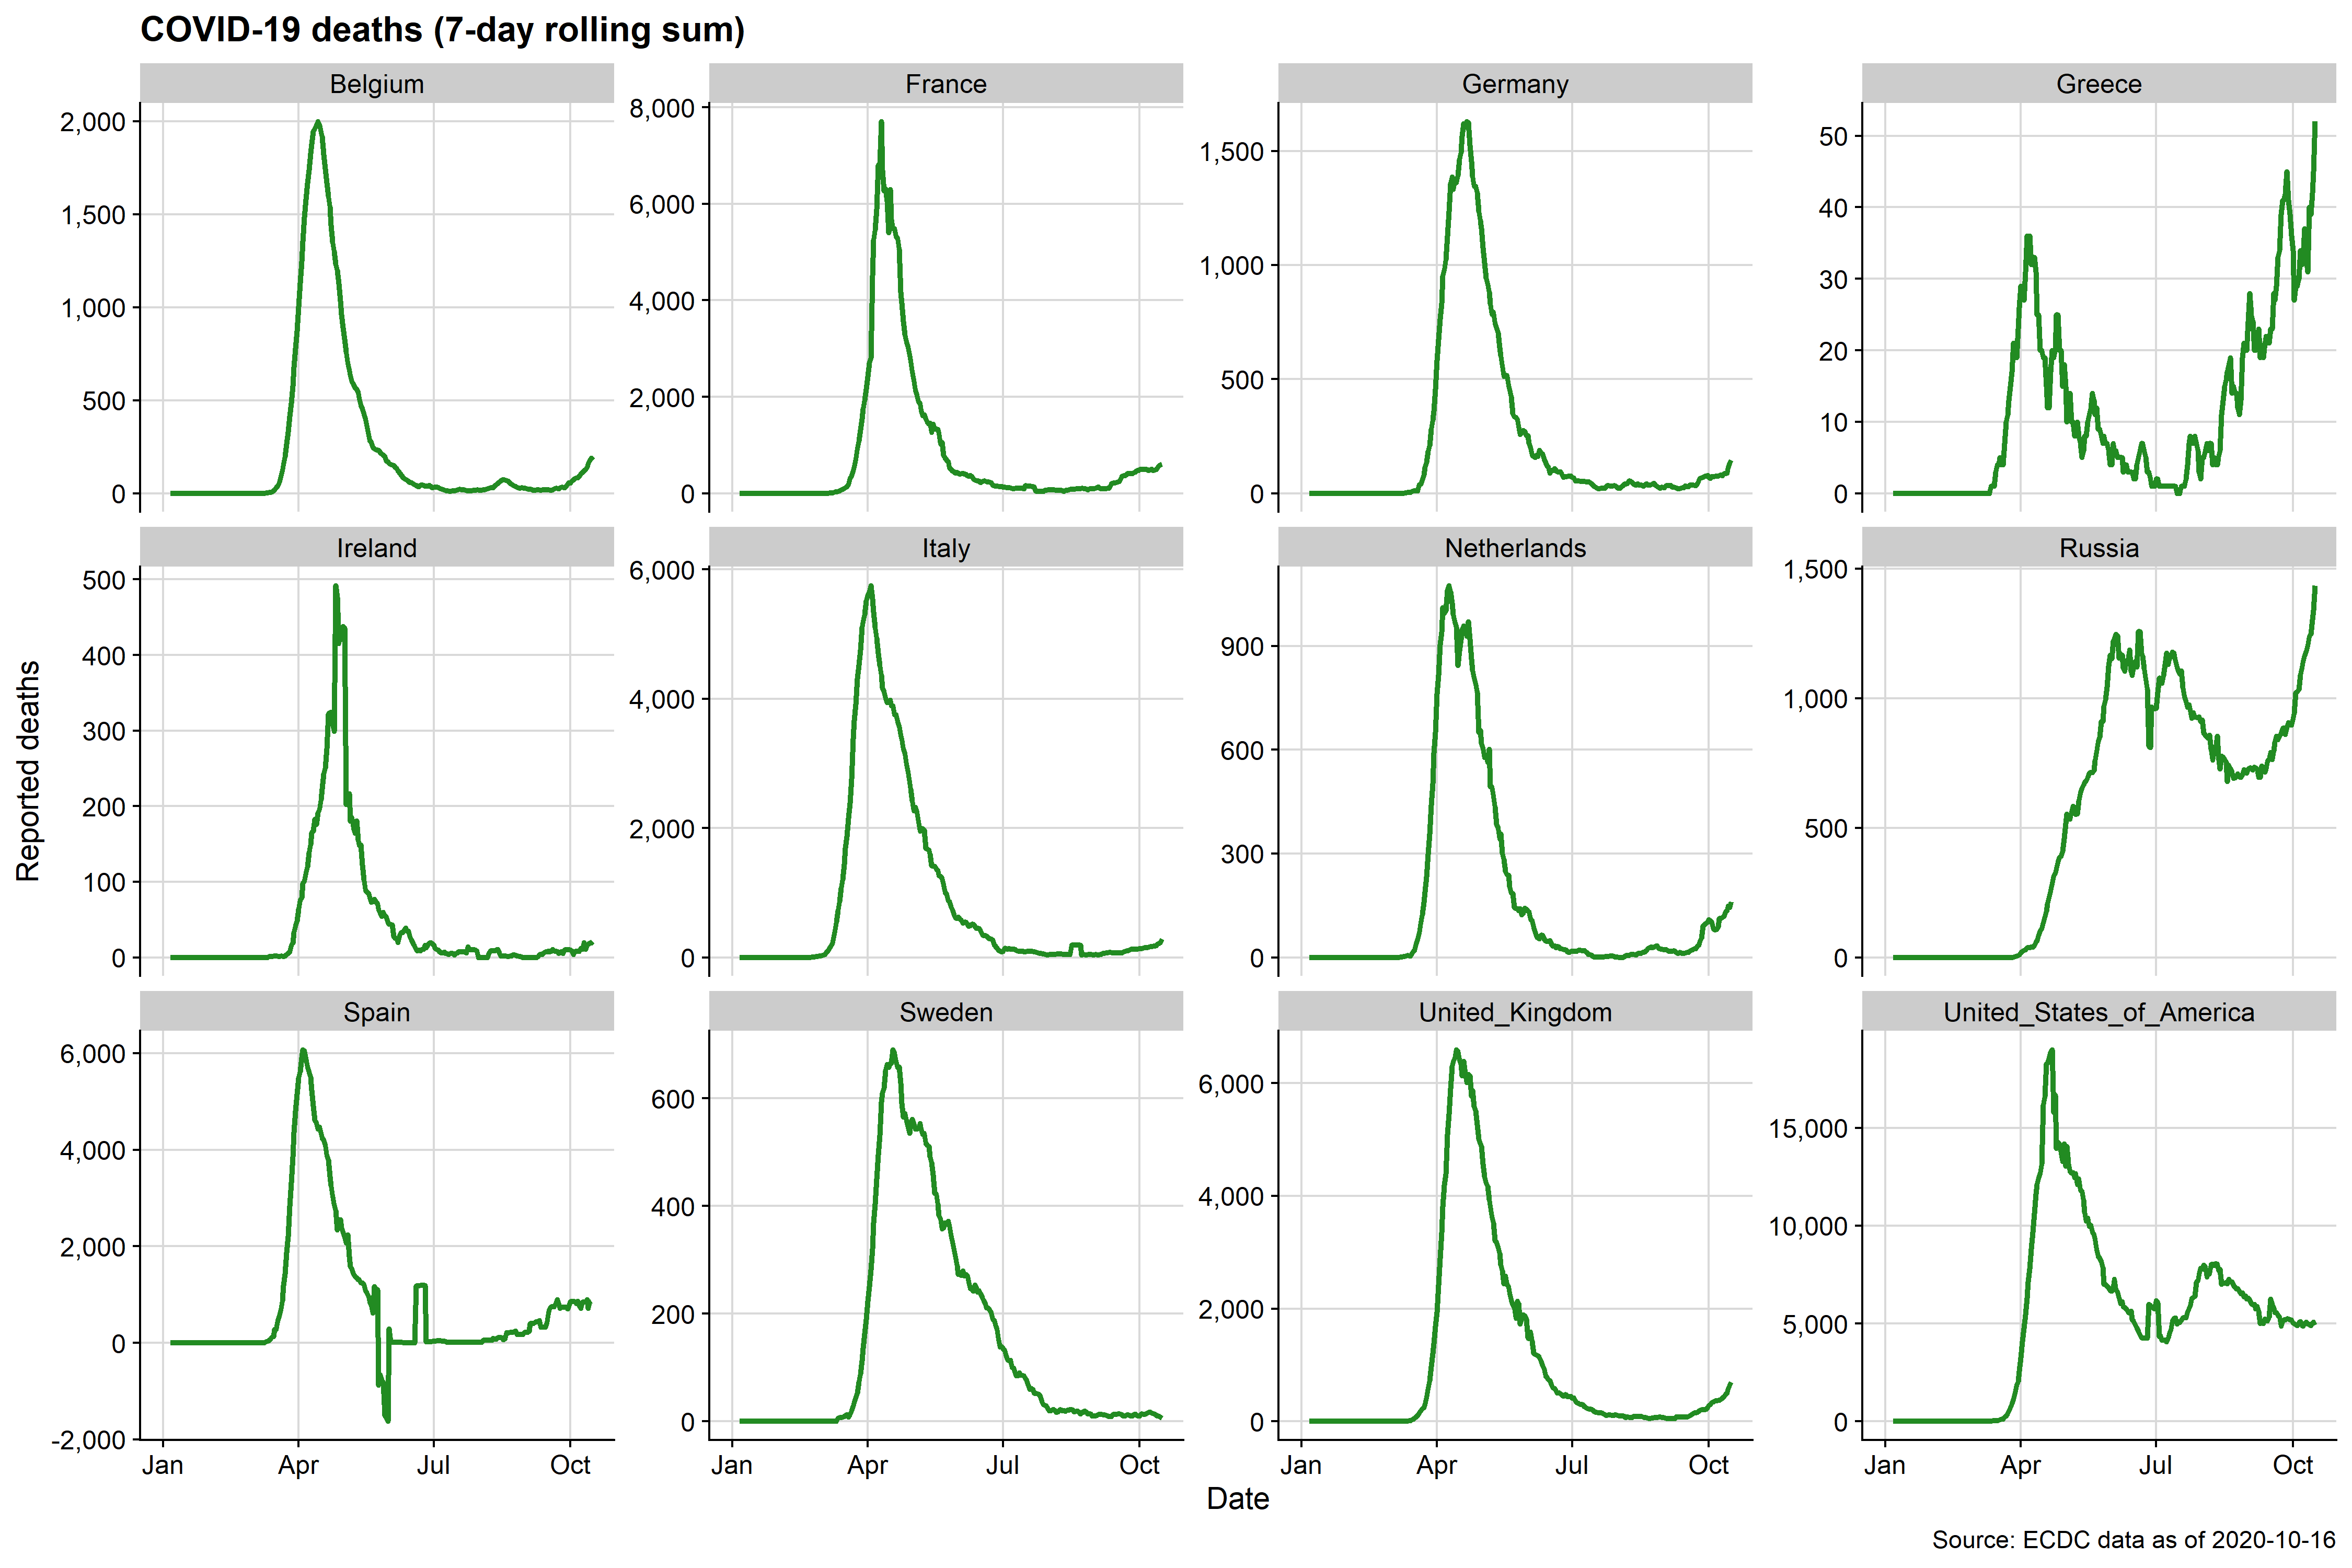 COVID-19 deaths (7-day rolling sum)
Belgium
France
Germany
Greece
2,000
1,500
1,000
500
0
8,000
6,000
4,000
2,000
0
1,500
1,000
500
0
50
40
30
20
10
0
Ireland
Italy
Netherlands
Russia
500
400
300
200
100
0
6,000
4,000
2,000
0
900
600
300
0
1,500
1,000
500
0
Reported deaths
Spain
Sweden
United_Kingdom
United_States_of_America
6,000
4,000
2,000
0
-2,000
600
400
200
0
6,000
4,000
2,000
0
15,000
10,000
5,000
0
Jan Apr Jul Oct
Jan Apr Jul Oct
Jan Apr Jul Oct
Jan Apr Jul Oct
Date
Source: ECDC data as of 2020-10-16